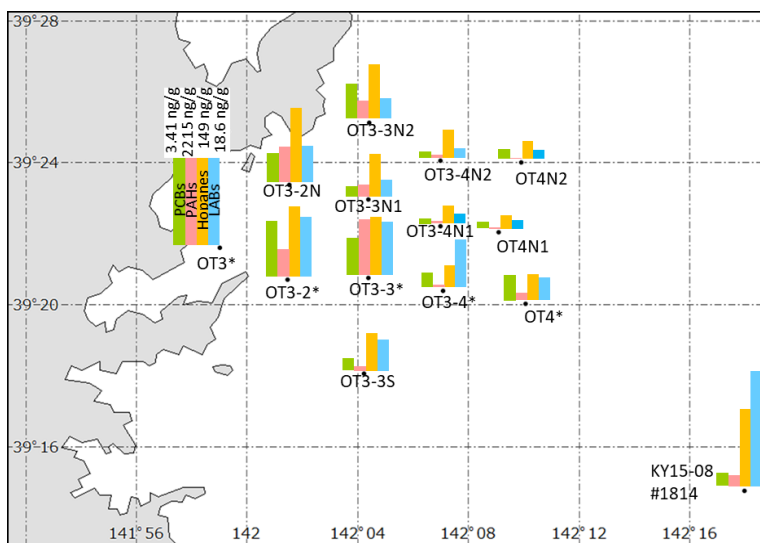 39° 28
3.41 ng/g
2215 ng/g
149 ng/g
18.6 ng/g
OT3-3N2
39° 24
OT3-4N2
OT4N2
PCBs
PAHs
Hopanes
LABs
OT3-2N
OT3-3N1
OT3-4N1
OT4N1
OT3*
OT3-2*
OT3-3*
OT3-4*
39° 20
OT4*
OT3-3S
39° 16
KY15-08
#1814
141° 56
142
142° 04
142° 08
142° 12
142° 16